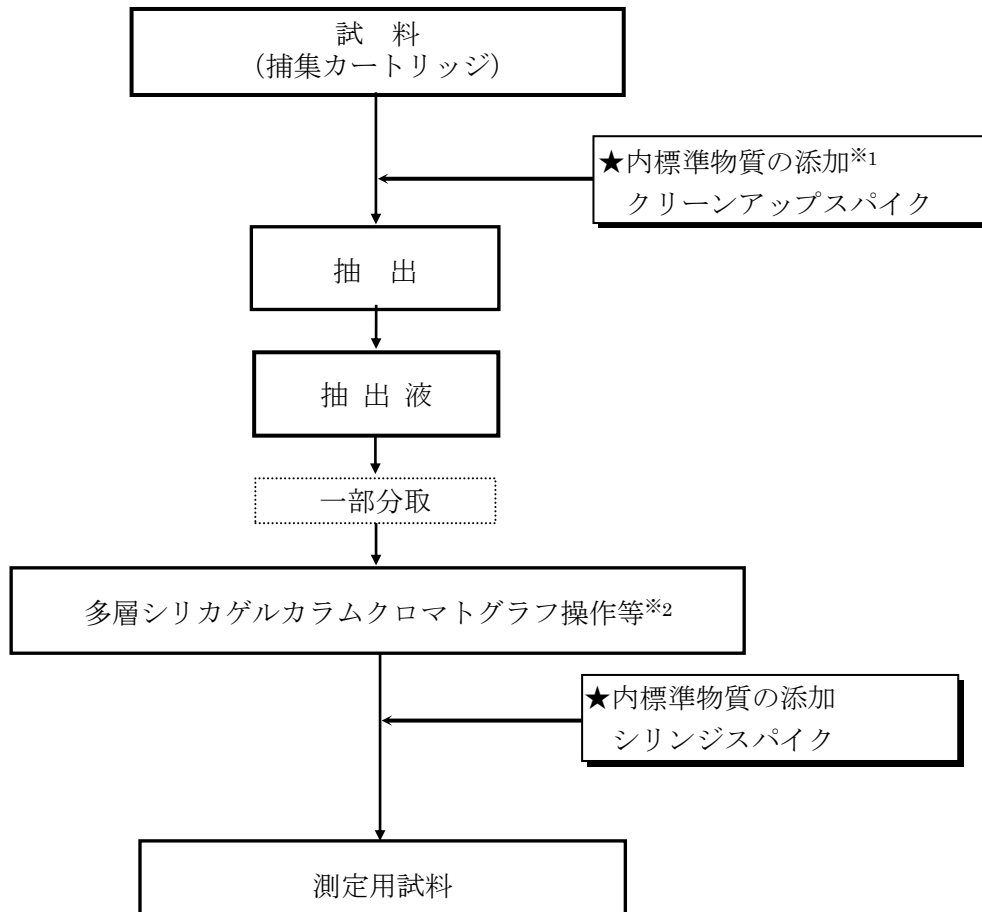 試　料
（捕集カートリッジ）
★内標準物質の添加※1
クリーンアップスパイク
抽　出
抽 出 液
一部分取
多層シリカゲルカラムクロマトグラフ操作等※2
★内標準物質の添加
シリンジスパイク
測定用試料